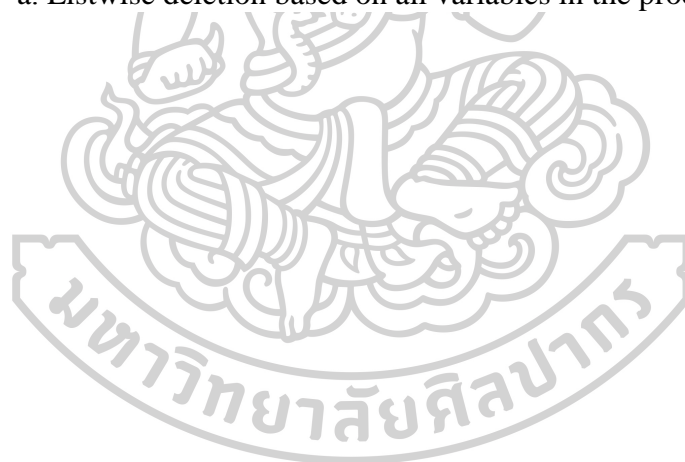 a. Listwise deletion based on all variables in the
มหาวิทยาลัยศิลปากร